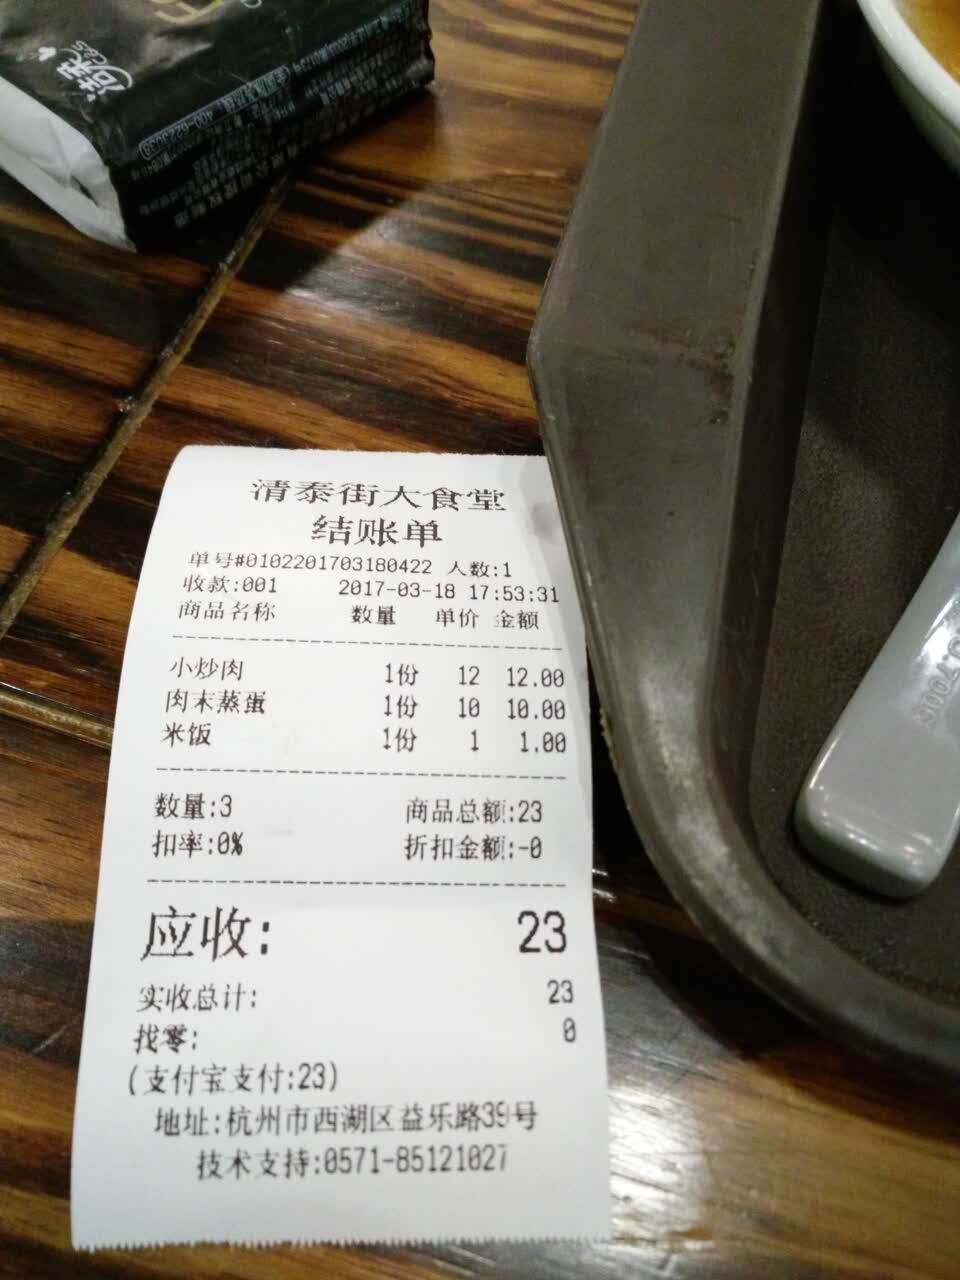 洁柔
C&S
清泰街大食堂
结账单
单号#0102201703180422 人数:1
收款:001 2017-03-18 17:53:31
商品名称 数量 单价 金额
小炒肉 1份 12 12.00
肉末蒸蛋 1份 10 10.00
米饭 1份 1 1.00
数量:3 商品总额:23
扣率:0% 折扣金额:-0
应收: 23
实收总计: 23
找零: 0
(支付宝支付:23)
地址:杭州市西湖区益乐路39号
技术支持:0571-85121027